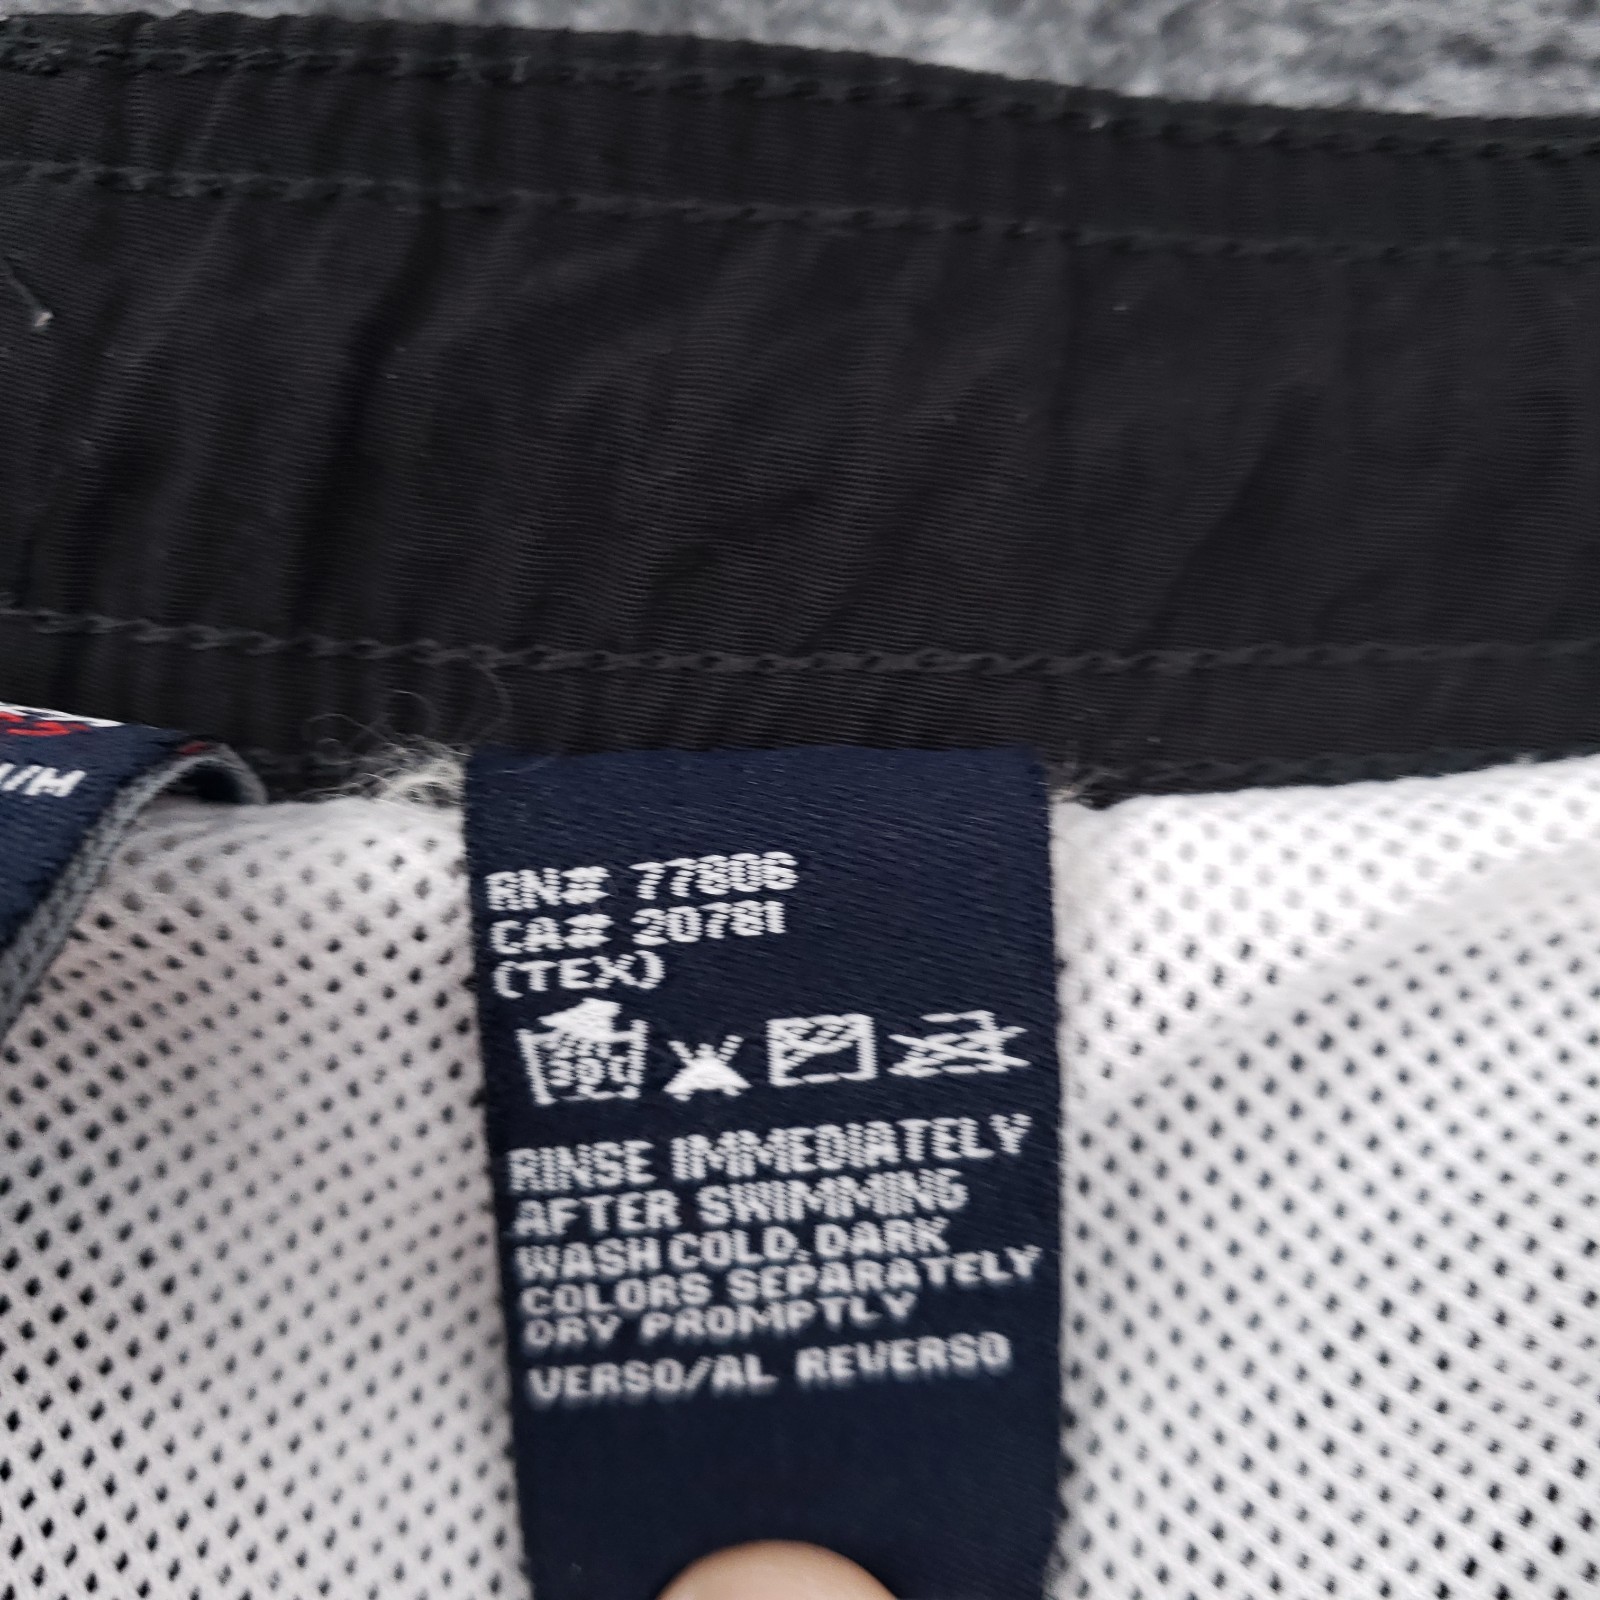 RN# 77806
CA# 20781
(TEX)
RINSE IMMEDIATELY
AFTER SWIMMING
WASH COLD, DARK
COLORS SEPARATELY
DRY PROMPTLY
VERSO/AL REVERSO